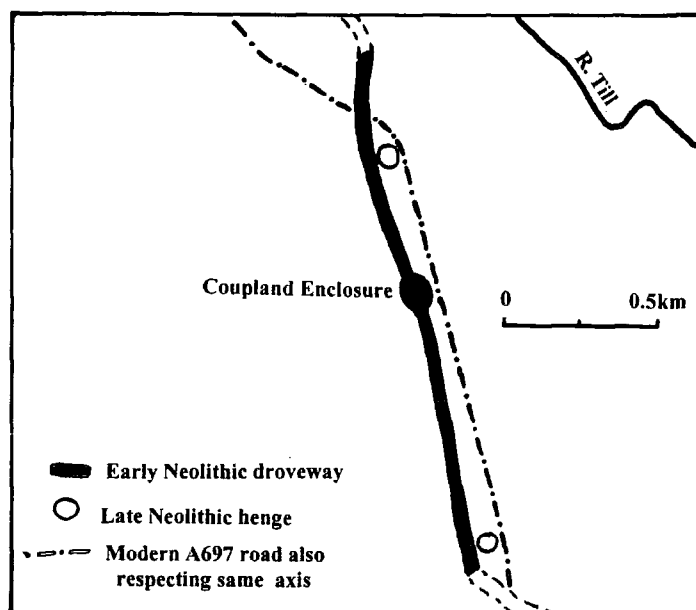 R. Till
Coupland Enclosure
0 0.5km
Early Neolithic droveway
Late Neolithic henge
Modern A697 road also
respecting same axis